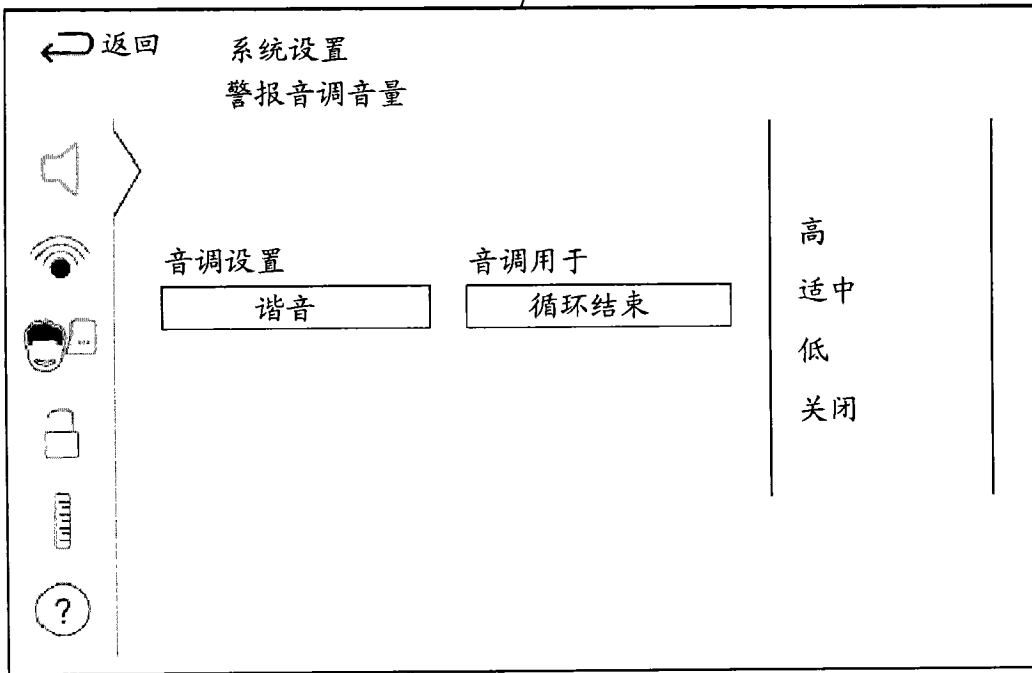 返回
系统设置
警报音调音量
音调设置
谐音
音调用于
循环结束
高
适中
低
关闭
?